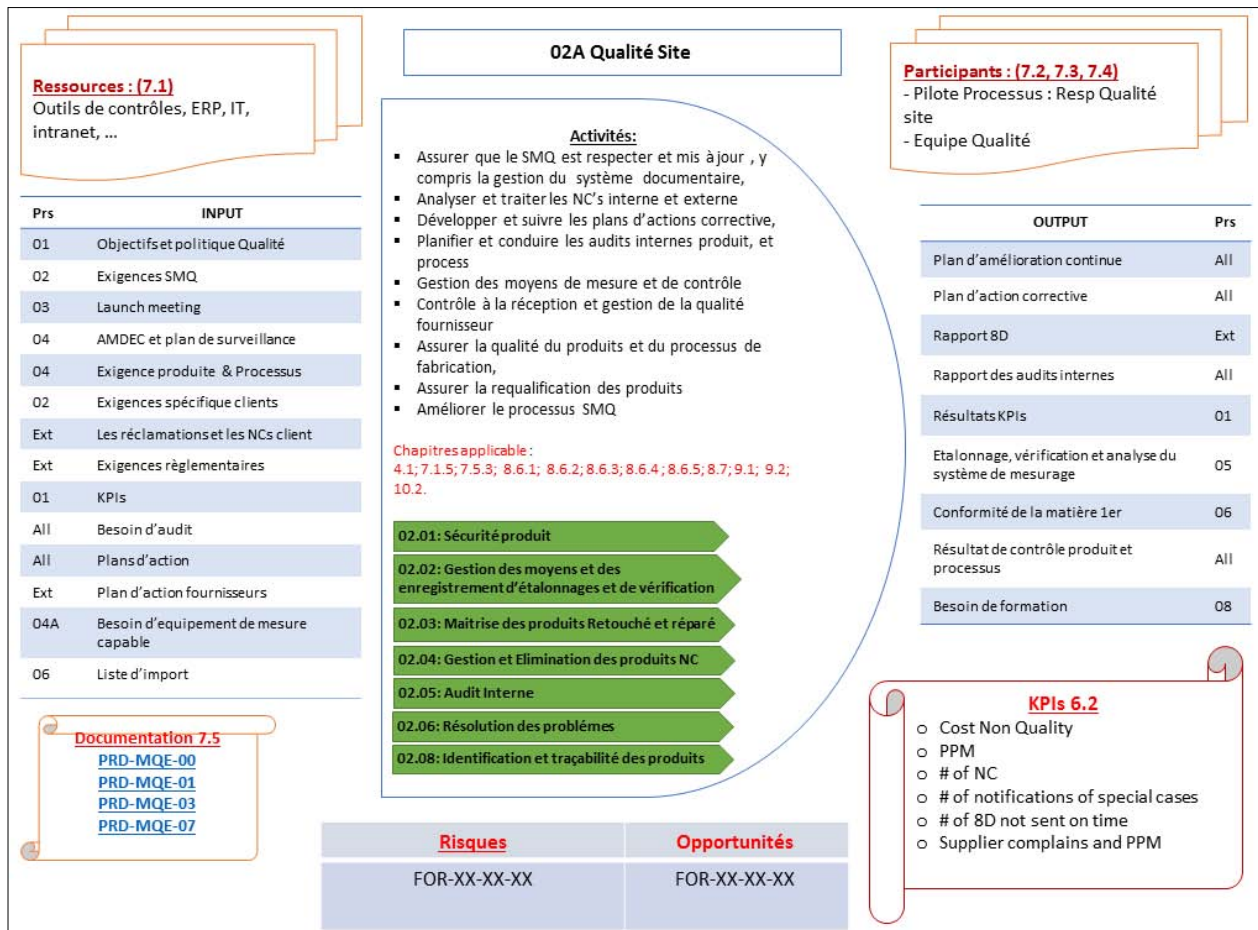 02A Qualité Site
Ressources : (7.1)
Outils de contrôles, ERP, IT,
intranet, ...
Participants : (7.2, 7.3, 7.4)
- Pilote Processus : Resp Qualité
site
- Equipe Qualité
Prs INPUT
01 Objectifs et politique Qualité
02 Exigences SMQ
03 Launch meeting
04 AMDEC et plan de surveillance
04 Exigence produite & Processus
02 Exigences spécifique clients
Ext Les réclamations et les NCs client
Ext Exigences règlementaires
01 KPIs
All Besoin d'audit
All Plans d'action
Ext Plan d'action fournisseurs
04A Besoin d'equipement de mesure
capable
06 Liste d'import
Documentation 7.5
PRD-MQE-00
PRD-MQE-01
PRD-MQE-03
PRD-MQE-07
Activités:
▪ Assurer que le SMQ est respecter et mis à jour , y
compris la gestion du système documentaire,
▪ Analyser et traiter les NC's interne et externe
▪ Développer et suivre les plans d'actions corrective,
▪ Planifier et conduire les audits internes produit, et
process
▪ Gestion des moyens de mesure et de contrôle
▪ Contrôle à la réception et gestion de la qualité
fournisseur
▪ Assurer la qualité du produits et du processus de
fabrication,
▪ Assurer la requalification des produits
▪ Améliorer le processus SMQ
Chapitres applicable :
4.1; 7.1.5; 7.5.3; 8.6.1; 8.6.2; 8.6.3; 8.6.4 ; 8.6.5; 8.7; 9.1; 9.2;
10.2.
02.01: Sécurité produit
02.02: Gestion des moyens et des
enregistrement d'étalonnages et de vérification
02.03: Maitrise des produits Retouché et réparé
02.04: Gestion et Elimination des produits NC
02.05: Audit Interne
02.06: Résolution des problémes
02.08: Identification et traçabilité des produits
OUTPUT Prs
Plan d'amélioration continue All
Plan d'action corrective All
Rapport 8D Ext
Rapport des audits internes All
Résultats KPIs 01
Etalonnage, vérification et analyse du
système de mesurage 05
Conformité de la matière 1er 06
Résultat de contrôle produit et
processus All
Besoin de formation 08
KPIs 6.2
o Cost Non Quality
o PPM
o # of NC
o # of notifications of special cases
o # of 8D not sent on time
o Supplier complains and PPM
Risques Opportunités
FOR-XX-XX-XX FOR-XX-XX-XX